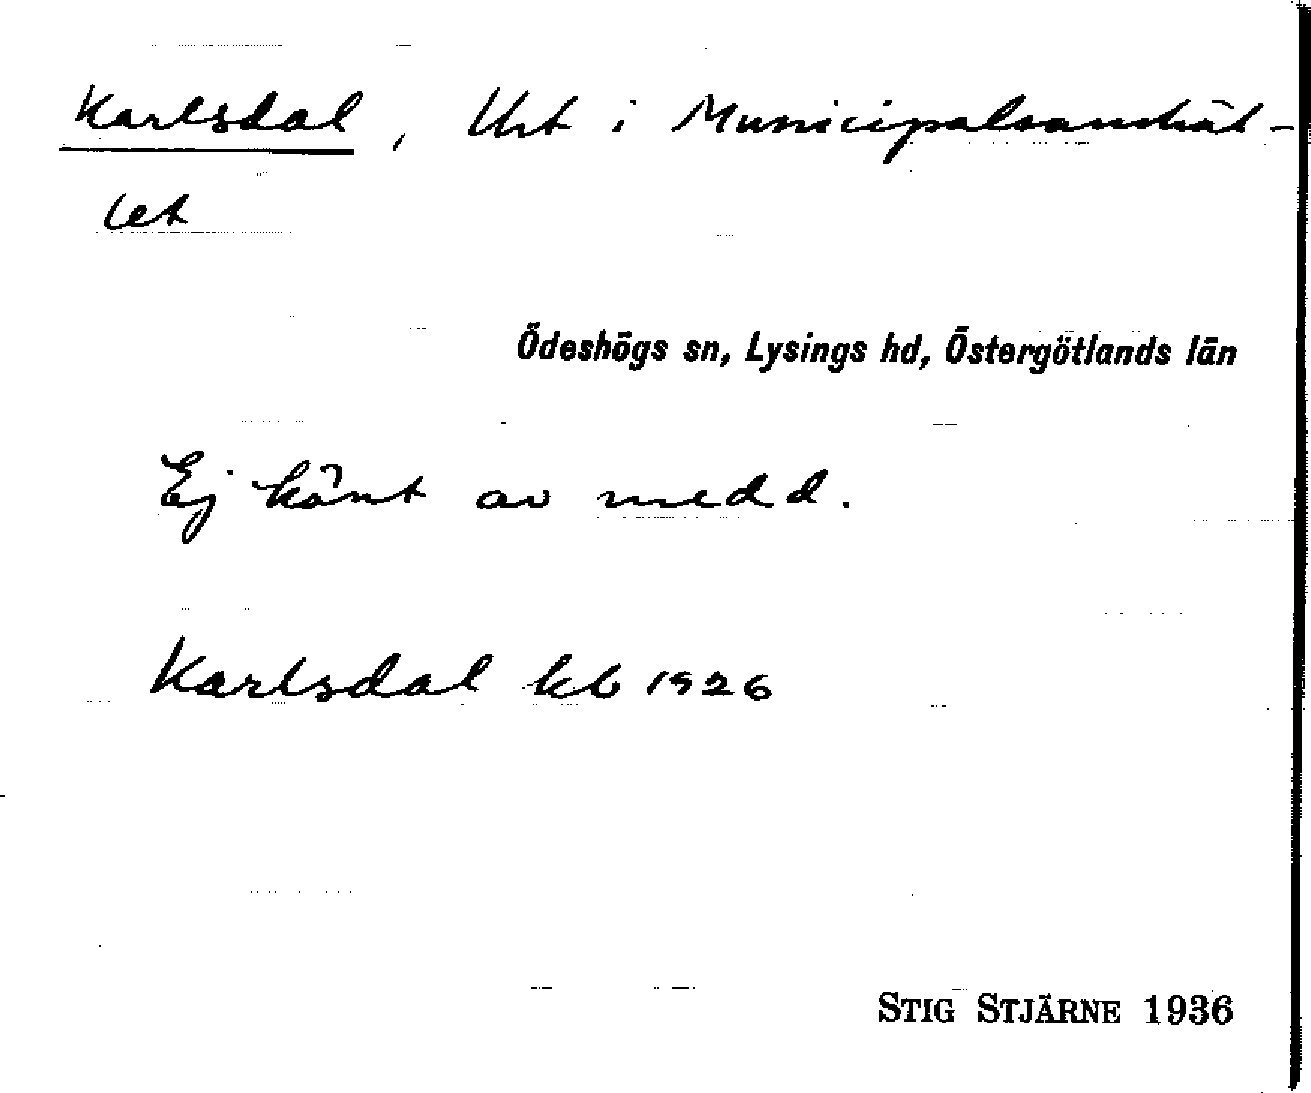 Karlsdal, Urt i Municipalsamhäl-
let
Ödeshögs sn, Lysings hd, Östergötlands län
Ej känt av medd.
Karlsdal kb 1926
STIG STJÄRNE 1936